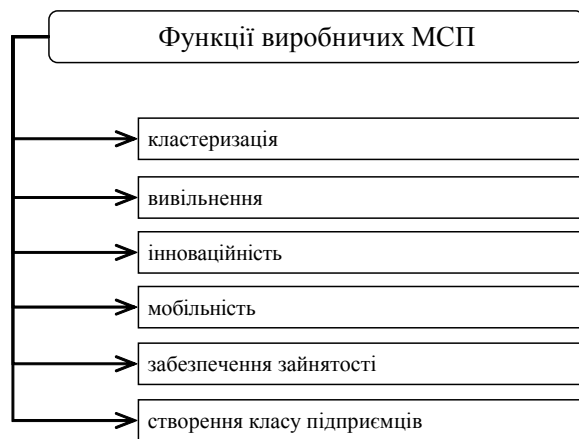 Функції виробничих МСП
кластеризація
вивільнення
інноваційність
мобільність
забезпечення зайнятості
створення класу підприємців